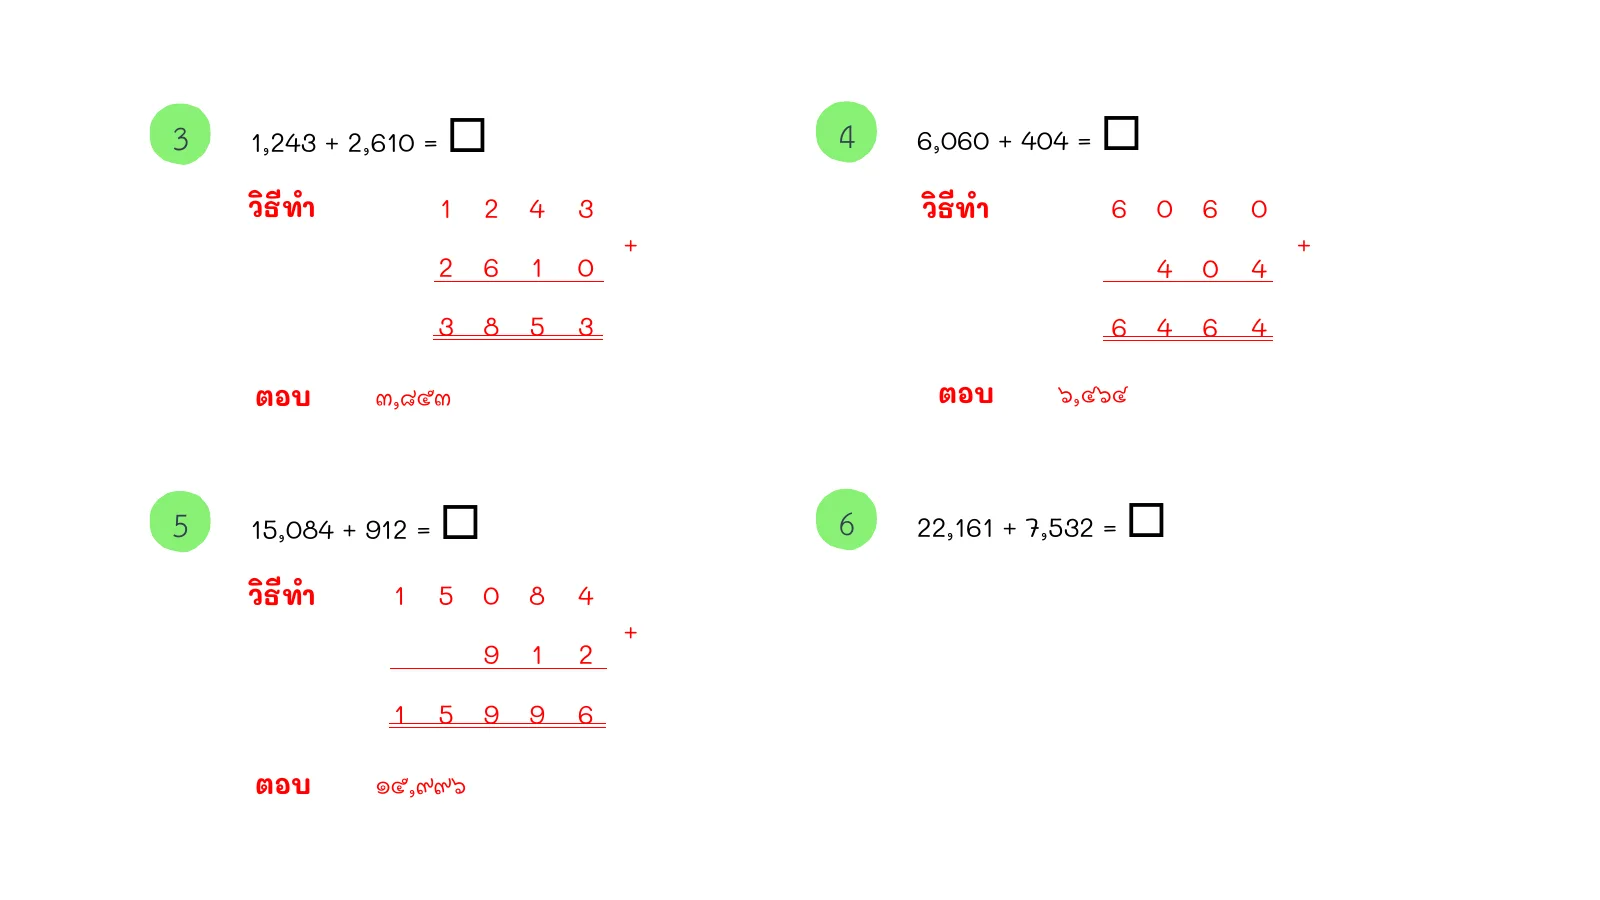 3
1,243 + 2,610 = □
วิธีทำ 1 2 4 3
+
2 6 1 0
3 8 5 3
ตอบ ๓,๘๕๓
4
6,060 + 404 = □
วิธีทำ 6 0 6 0
+
4 0 4
6 4 6 4
ตอบ ๖,๔๖๔
5
15,084 + 912 = □
วิธีทำ 1 5 0 8 4
+
9 1 2
1 5 9 9 6
ตอบ ๑๕,๙๙๖
6
22,161 + 7,532 = □